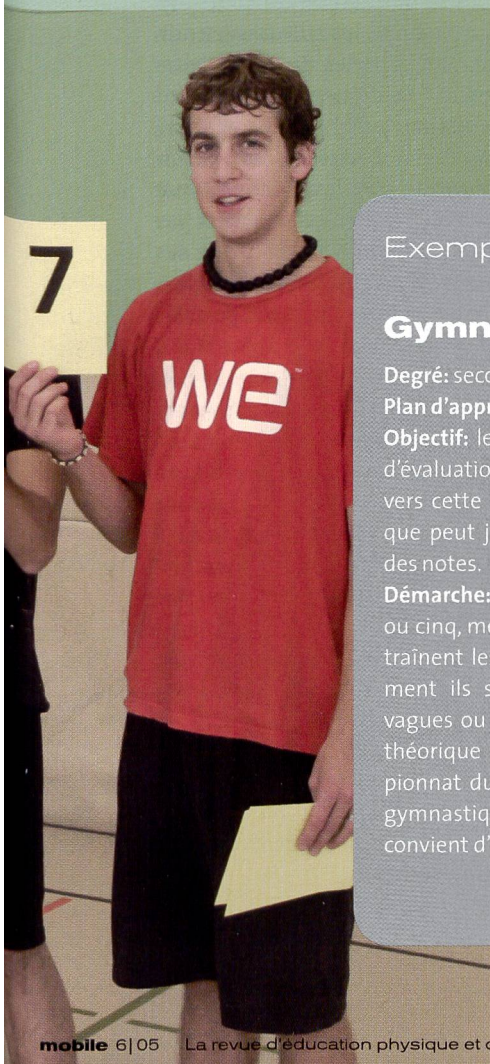 7
we™
Exemp
Gymn
Degré: seco
Plan d'appr
Objectif: le
d'évaluatio
vers cette
que peut j
des notes.
Démarche:
ou cinq, me
traînent le
ment ils s
vagues ou
théorique
pionnat du
gymnastiq
convient d'
mobile 6|05 La revue d'éducation physique et d